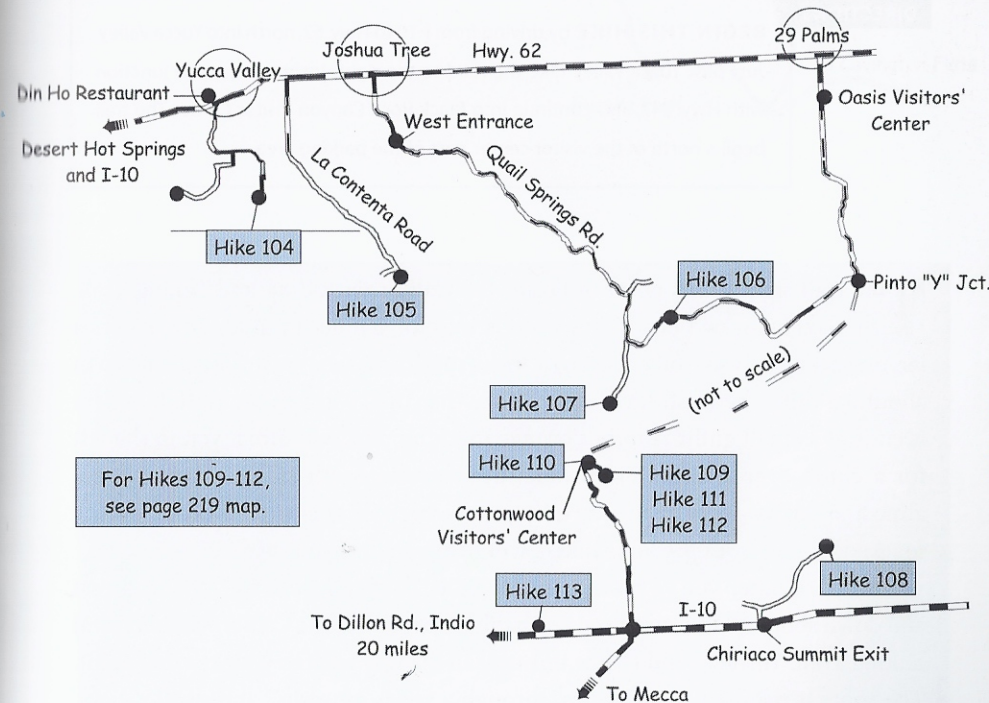 29 Palms
Joshua Tree
Hwy. 62
Yucca Valley
Din Ho Restaurant
Oasis Visitors'
Center
West Entrance
Desert Hot Springs
and I-10
La Contenta Road
Quail Springs Rd.
Hike 104
Hike 106
Pinto "Y" Jct.
Hike 105
(not to scale)
Hike 107
Hike 110
For Hikes 109-112,
see page 219 map.
Hike 109
Hike 111
Hike 112
Cottonwood
Visitors' Center
Hike 108
Hike 113
I-10
To Dillon Rd., Indio
20 miles
Chiriaco Summit Exit
To Mecca